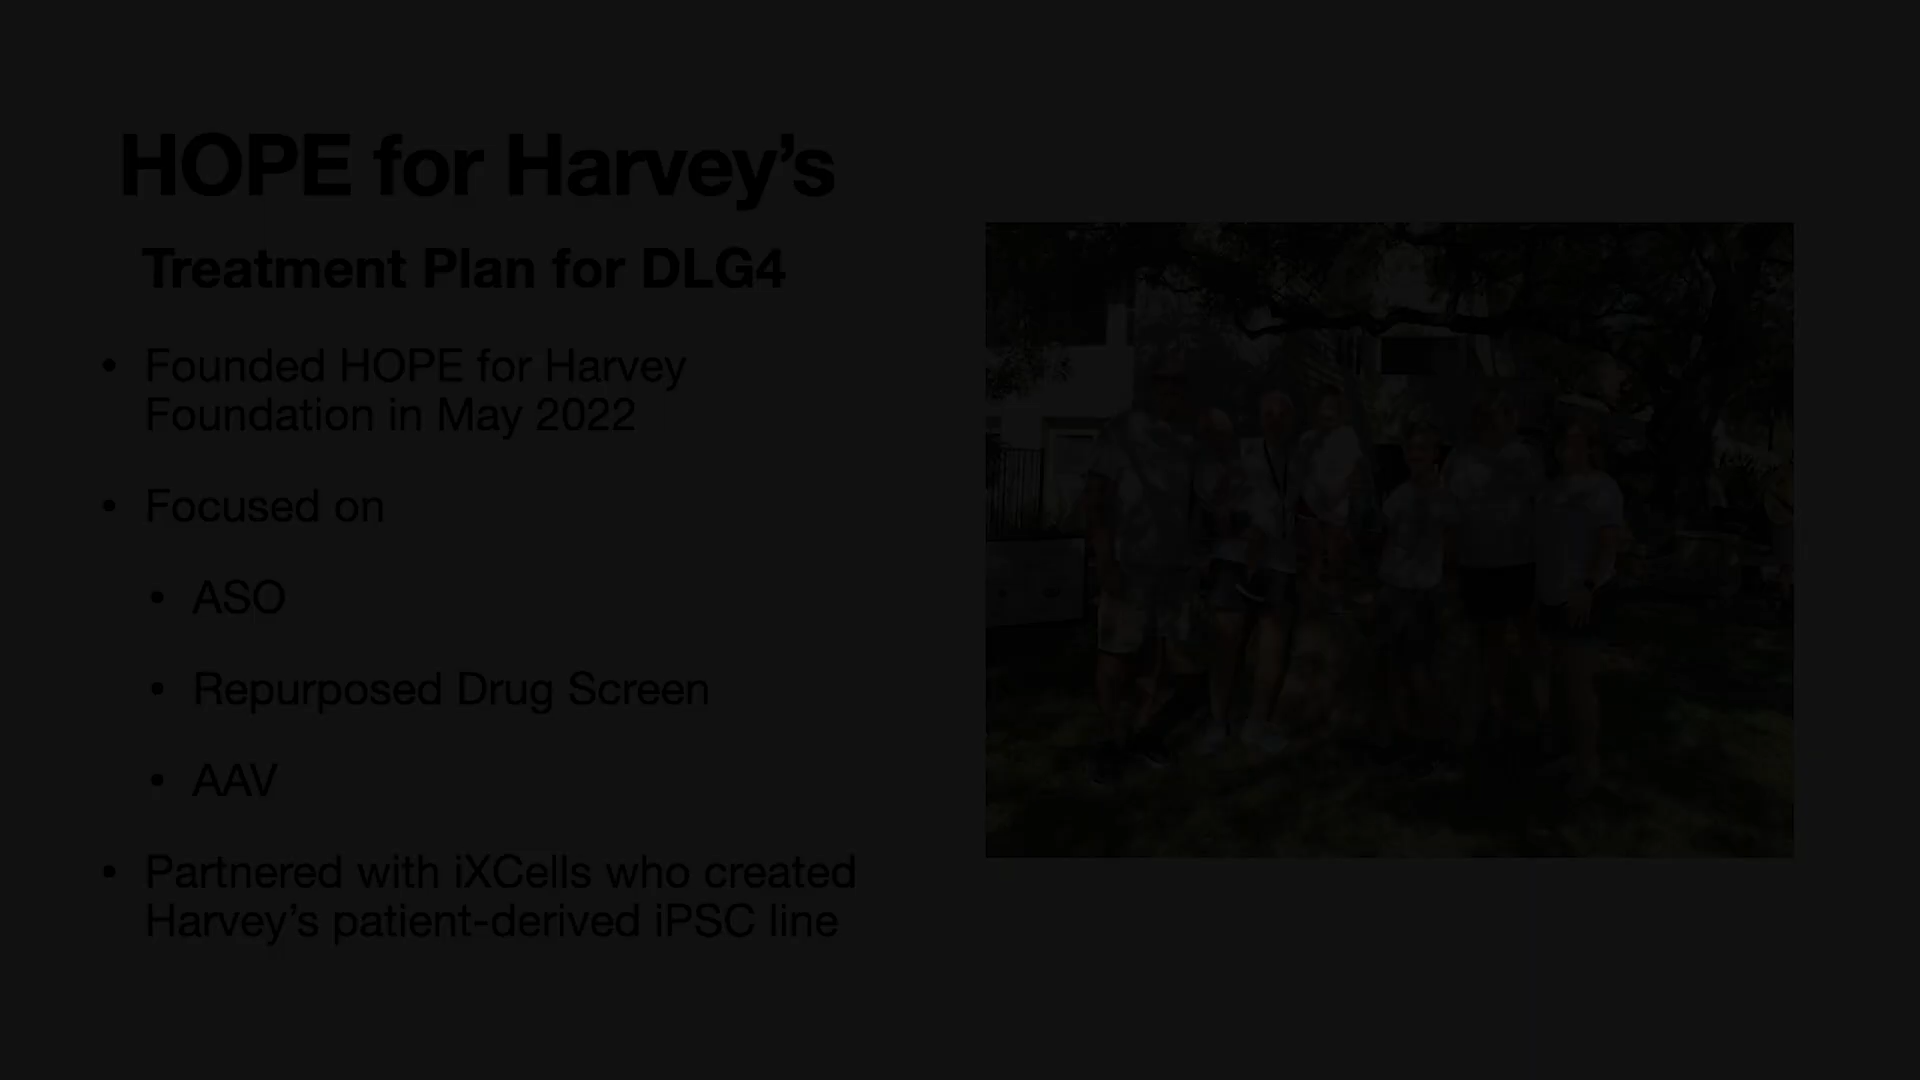 HOPE for Harvey’s
Treatment Plan for DLG4
• Founded HOPE for Harvey
Foundation in May 2022
• Focused on
• ASO
• Repurposed Drug Screen
• AAV
• Partnered with iXCells who created
Harvey’s patient-derived iPSC line